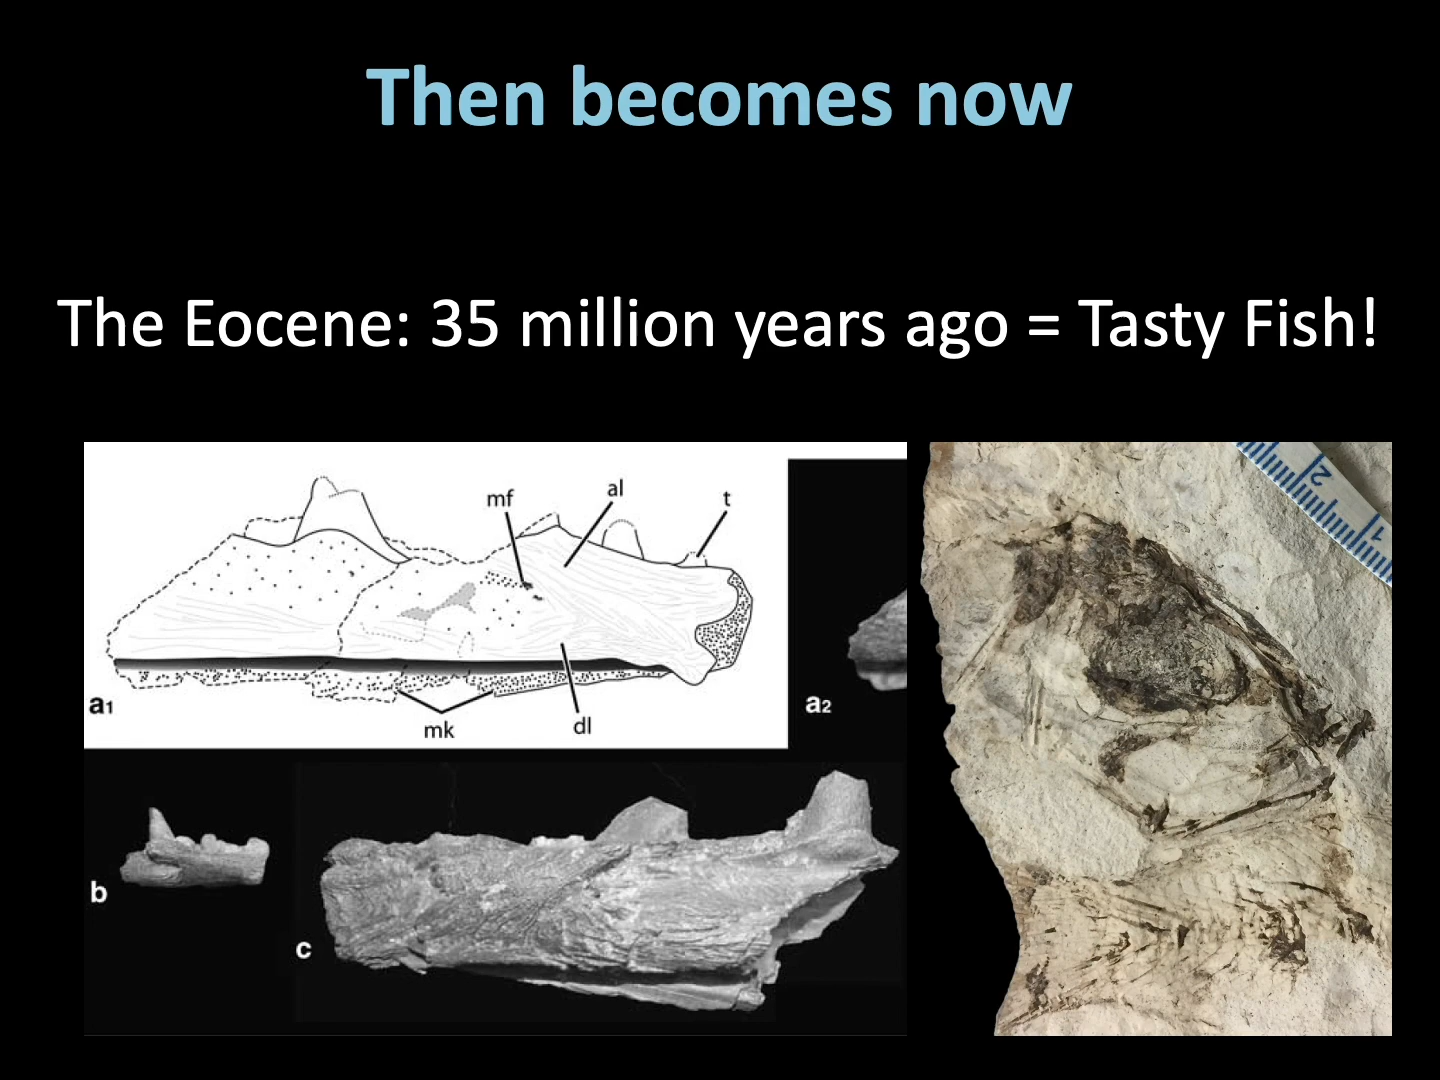 Then becomes now
The Eocene: 35 million years ago = Tasty Fish!
mf
al
t
a1
mk
dl
a2
b
c
2
1